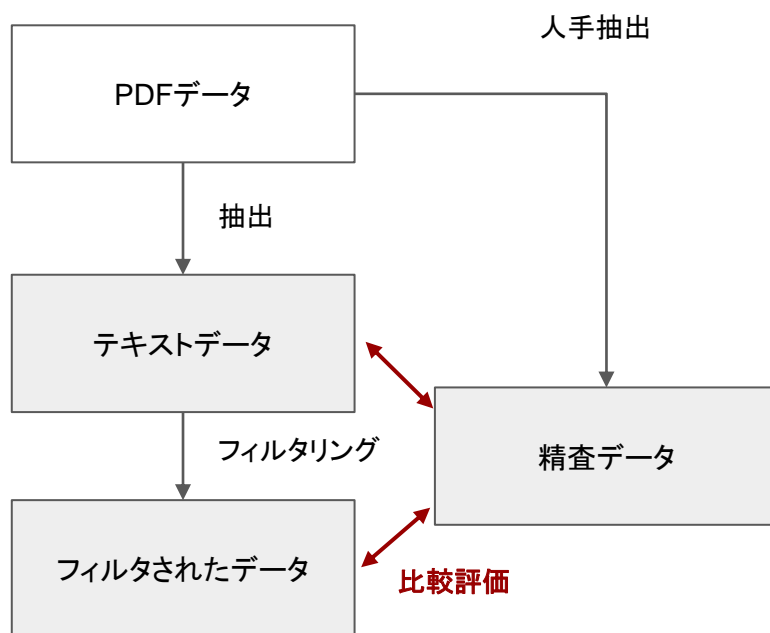 人手抽出
PDFデータ
抽出
テキストデータ
フィルタリング
精査データ
フィルタされたデータ
比較評価